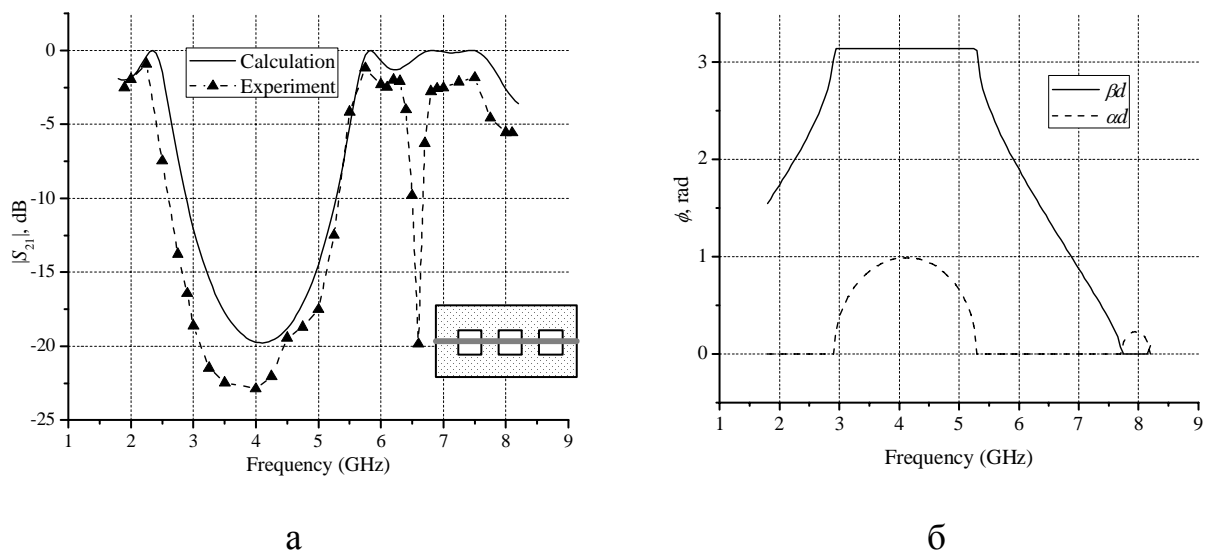 0
-5
-10
-15
-20
-25
|S₂₁|, dB
Calculation
Experiment
1 2 3 4 5 6 7 8 9
Frequency (GHz)
а
3
2
1
0
ϕ, rad
βd
αd
1 2 3 4 5 6 7 8 9
Frequency (GHz)
б